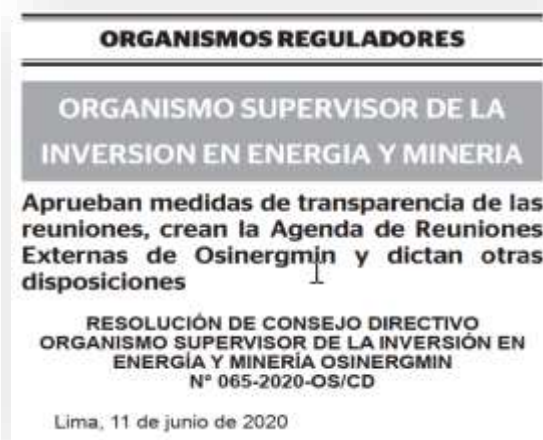 ORGANISMOS REGULADORES
ORGANISMO SUPERVISOR DE LA
INVERSION EN ENERGIA Y MINERIA
Aprueban medidas de transparencia de las
reuniones, crean la Agenda de Reuniones
Externas de Osinergmin y dictan otras
disposiciones
RESOLUCIÓN DE CONSEJO DIRECTIVO
ORGANISMO SUPERVISOR DE LA INVERSIÓN EN
ENERGÍA Y MINERÍA OSINERGMIN
Nº 065-2020-OS/CD
Lima, 11 de junio de 2020